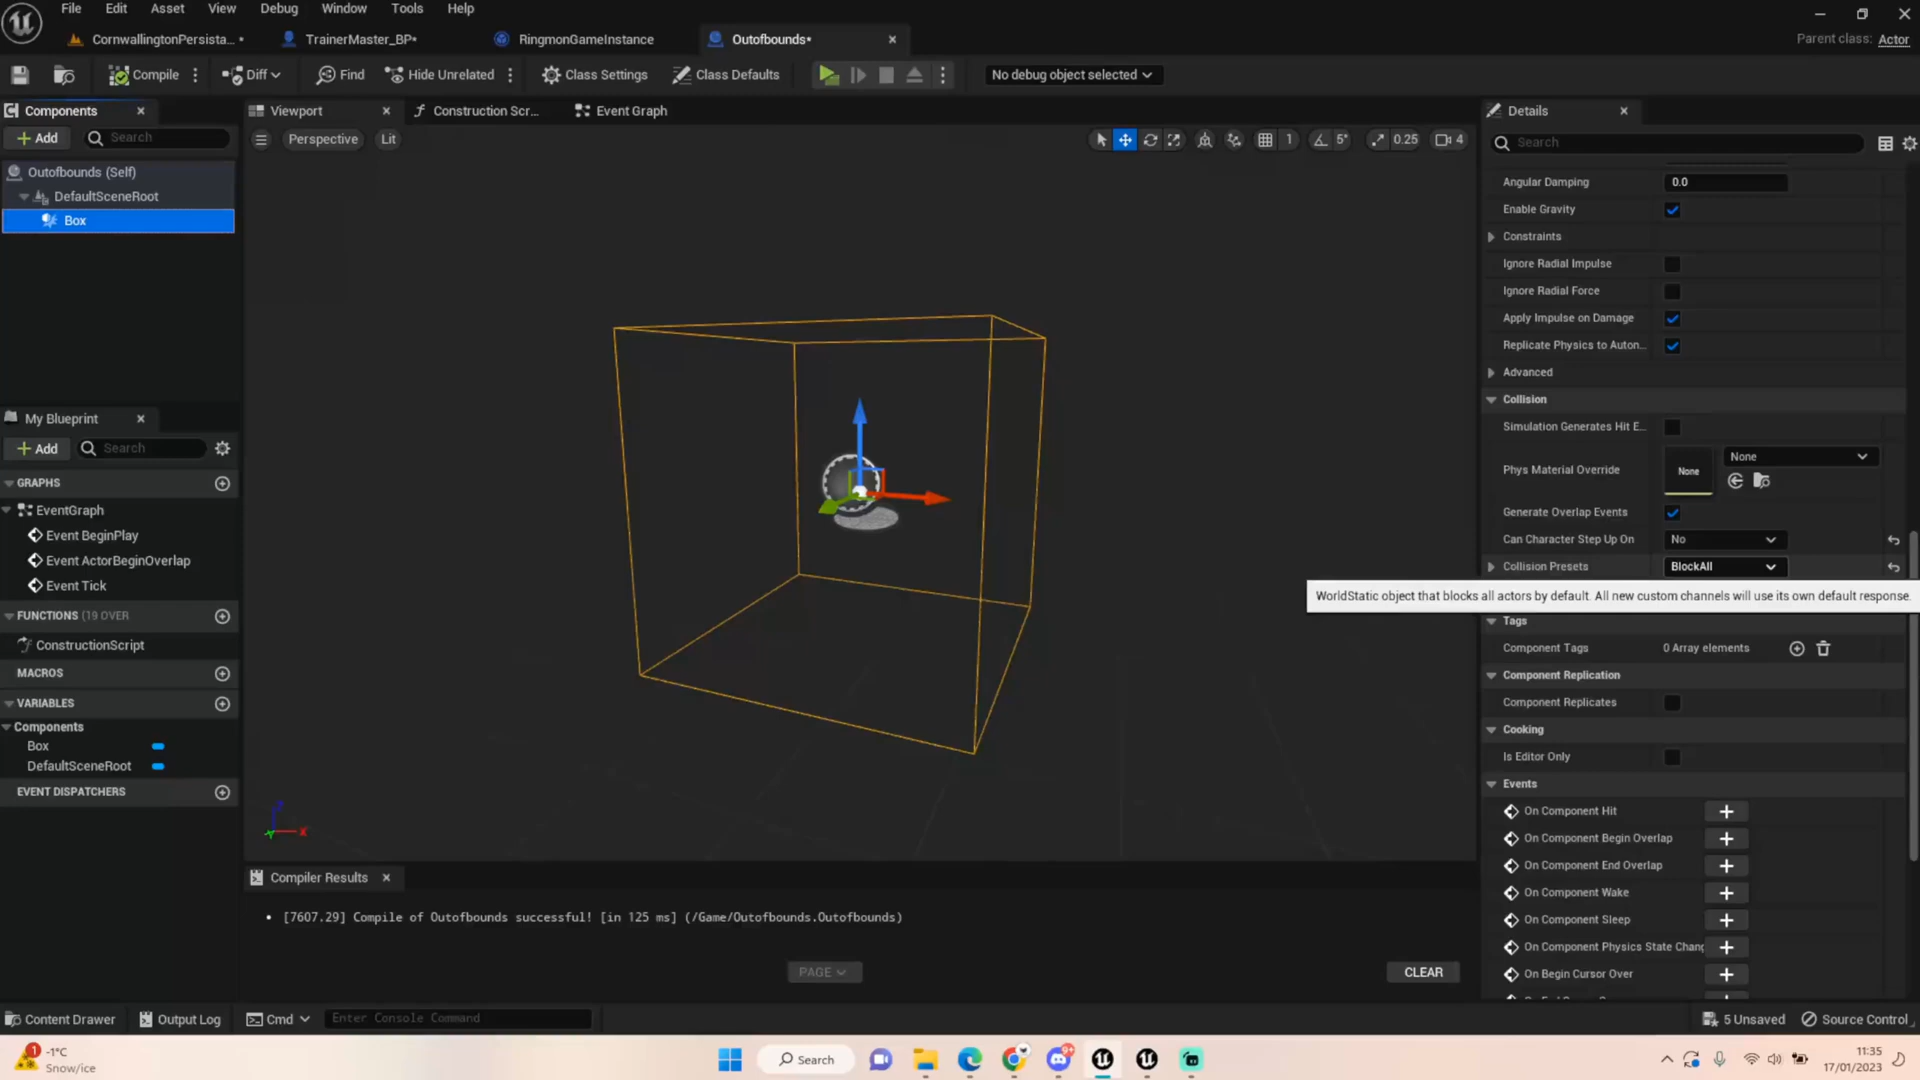 File Edit Asset View Debug Window Tools Help
CornwallingtonPersista... • TrainerMaster_BP* RingmonGameInstance Outofbounds* Parent class: Actor
Compile Diff Find Hide Unrelated Class Settings Class Defaults No debug object selected
Components Viewport Construction Scr... Event Graph Details
Add Search Perspective Lit 1 5° 0.25 4 Search
Outofbounds (Self)
DefaultSceneRoot
Box
Angular Damping 0.0
Enable Gravity
Constraints
Ignore Radial Impulse
Ignore Radial Force
Apply Impulse on Damage
Replicate Physics to Auton...
Advanced
Collision
Simulation Generates Hit E...
Phys Material Override None None
Generate Overlap Events
Can Character Step Up On No
Collision Presets BlockAll
WorldStatic object that blocks all actors by default. All new custom channels will use its own default response.
Tags
Component Tags 0 Array elements
Component Replication
Component Replicates
Cooking
Is Editor Only
Events
On Component Hit
On Component Begin Overlap
On Component End Overlap
On Component Wake
On Component Sleep
On Component Physics State Chang
On Begin Cursor Over
My Blueprint
Add Search
GRAPHS
EventGraph
Event BeginPlay
Event ActorBeginOverlap
Event Tick
FUNCTIONS (19 OVER
ConstructionScript
MACROS
VARIABLES
Components
Box
DefaultSceneRoot
EVENT DISPATCHERS
X
Compiler Results
[7607.29] Compile of Outofbounds successful! [in 125 ms] (/Game/Outofbounds.Outofbounds)
PAGE CLEAR
Content Drawer Output Log Cmd Enter Console Command 5 Unsaved Source Control
1 -1°C
Snow/ice
Search
9+
11:35
17/01/2023